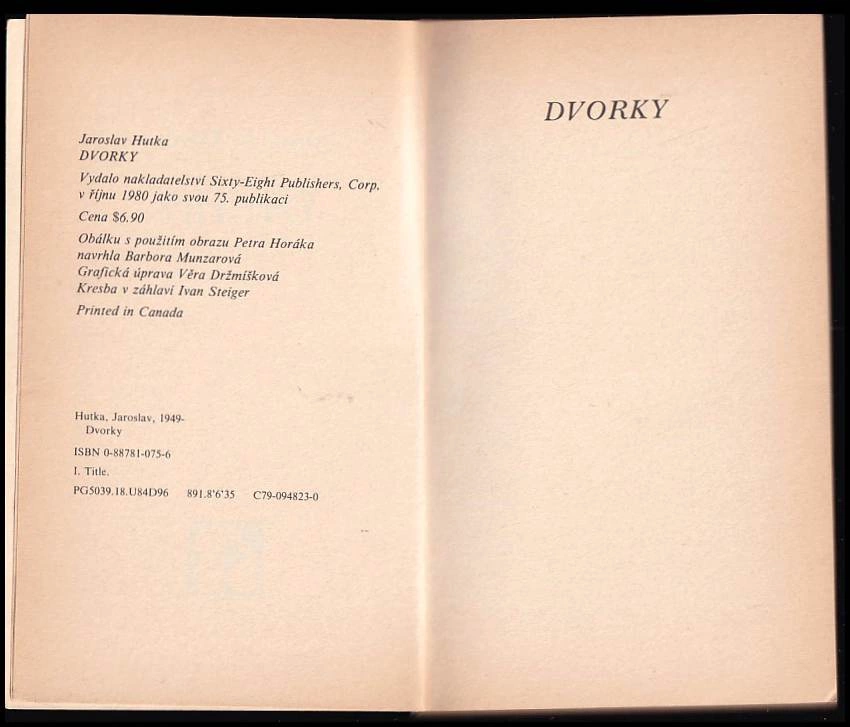 Jaroslav Hutka
DVORKY
Vydalo nakladatelství Sixty-Eight Publishers, Corp.
v říjnu 1980 jako svou 75. publikaci
Cena $6.90
Obálku s použitím obrazu Petra Horáka
navrhla Barbora Munzarová
Grafická úprava Věra Držmíšková
Kresba v záhlaví Ivan Steiger
Printed in Canada
Hutka, Jaroslav, 1949-
Dvorky
ISBN 0-88781-075-6
I. Title.
PG5039.18.U84D96 891.8'6'35 C79-094823-0
DVORKY